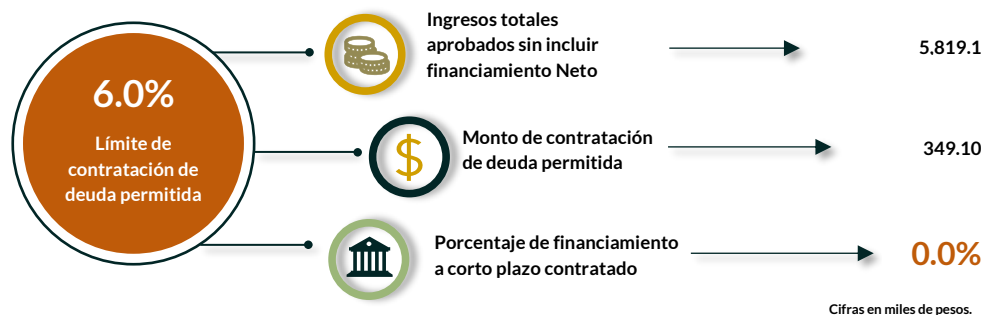 6.0%
Límite de
contratación de
deuda permitida
Ingresos totales
aprobados sin incluir
financiamiento Neto
5.819.1
$
Monto de contratación
de deuda permitida
349.10
Porcentaje de financiamiento
a corto plazo contratado
0.0%
Cifras en miles de pesos.